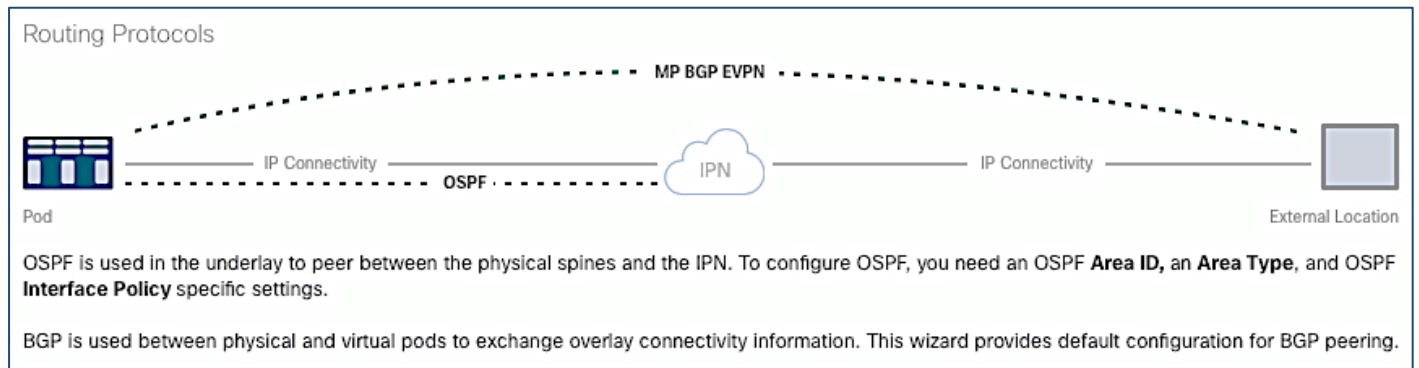 Routing Protocols
MP BGP EVPN
IP Connectivity
IPN
IP Connectivity
OSPF
Pod
External Location
OSPF is used in the underlay to peer between the physical spines and the IPN. To configure OSPF, you need an OSPF Area ID, an Area Type, and OSPF
Interface Policy specific settings.
BGP is used between physical and virtual pods to exchange overlay connectivity information. This wizard provides default configuration for BGP peering.